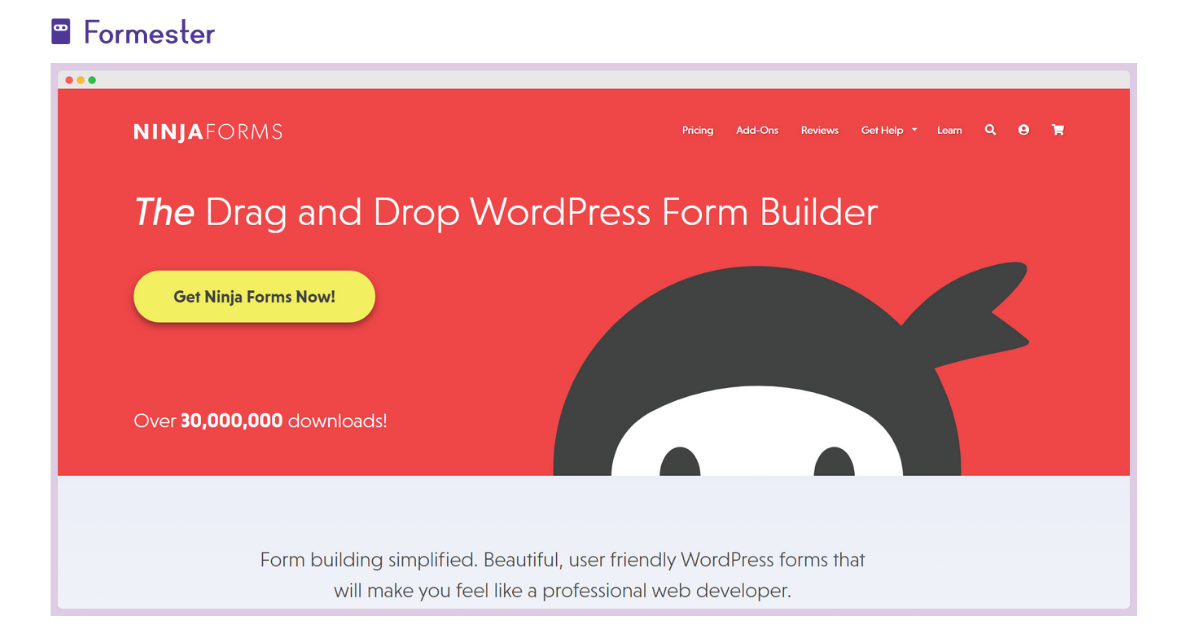 Formester
NINJAFORMS
Pricing Add-Ons Reviews Get Help Learn
The Drag and Drop WordPress Form Builder
Get Ninja Forms Now!
Over 30,000,000 downloads!
Form building simplified. Beautiful, user friendly WordPress forms that
will make you feel like a professional web developer.